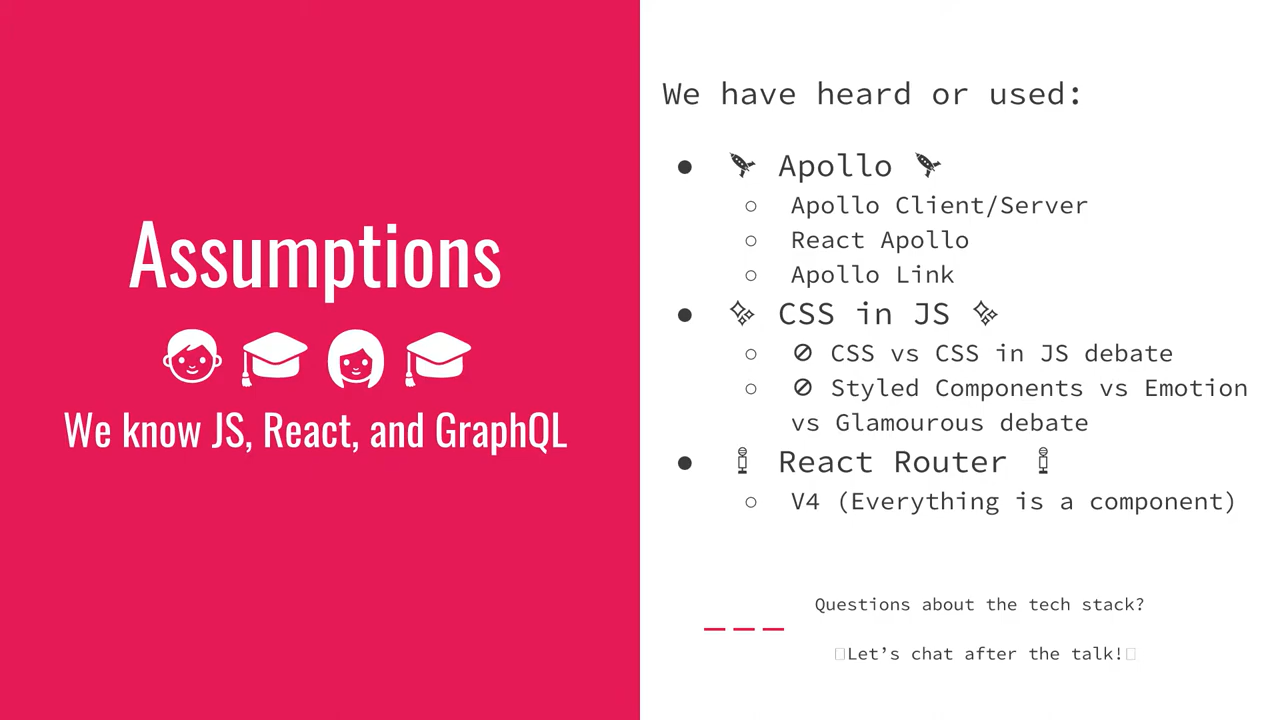 Assumptions
We know JS, React, and GraphQL
We have heard or used:
● Apollo
○ Apollo Client/Server
○ React Apollo
○ Apollo Link
● CSS in JS
○ ⊘ CSS vs CSS in JS debate
○ ⊘ Styled Components vs Emotion
vs Glamourous debate
● React Router
○ V4 (Everything is a component)
Questions about the tech stack?
Let’s chat after the talk!